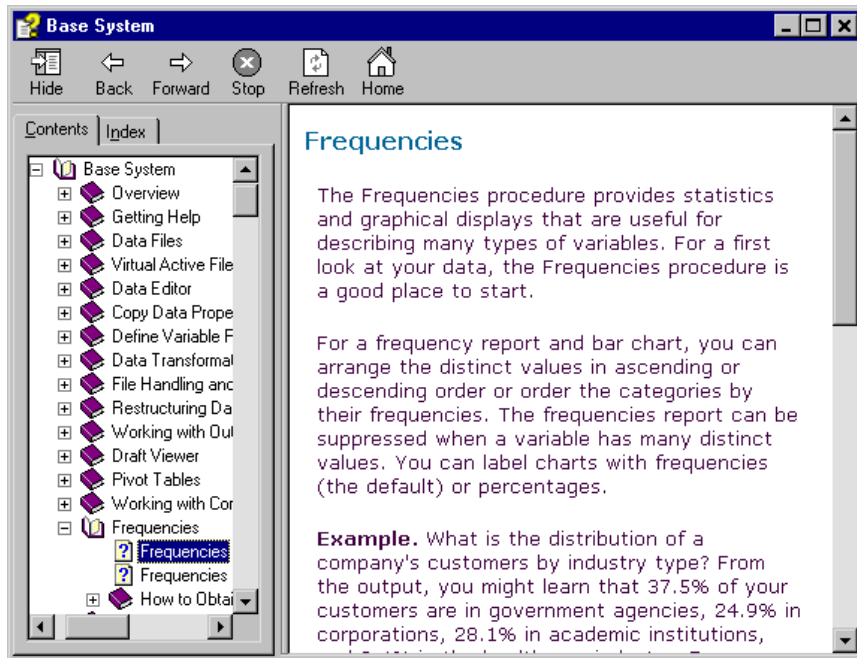 Base System
Hide Back Forward Stop Refresh Home
Contents Index
Base System
Overview
Getting Help
Data Files
Virtual Active File
Data Editor
Copy Data Prope
Define Variable F
Data Transformat
File Handling and
Restructuring Da
Working with Out
Draft Viewer
Pivot Tables
Working with Cor
Frequencies
Frequencies
Frequencies
How to Obtai
Frequencies
The Frequencies procedure provides statistics
and graphical displays that are useful for
describing many types of variables. For a first
look at your data, the Frequencies procedure is
a good place to start.
For a frequency report and bar chart, you can
arrange the distinct values in ascending or
descending order or order the categories by
their frequencies. The frequencies report can be
suppressed when a variable has many distinct
values. You can label charts with frequencies
(the default) or percentages.
Example. What is the distribution of a
company's customers by industry type? From
the output, you might learn that 37.5% of your
customers are in government agencies, 24.9% in
corporations, 28.1% in academic institutions,